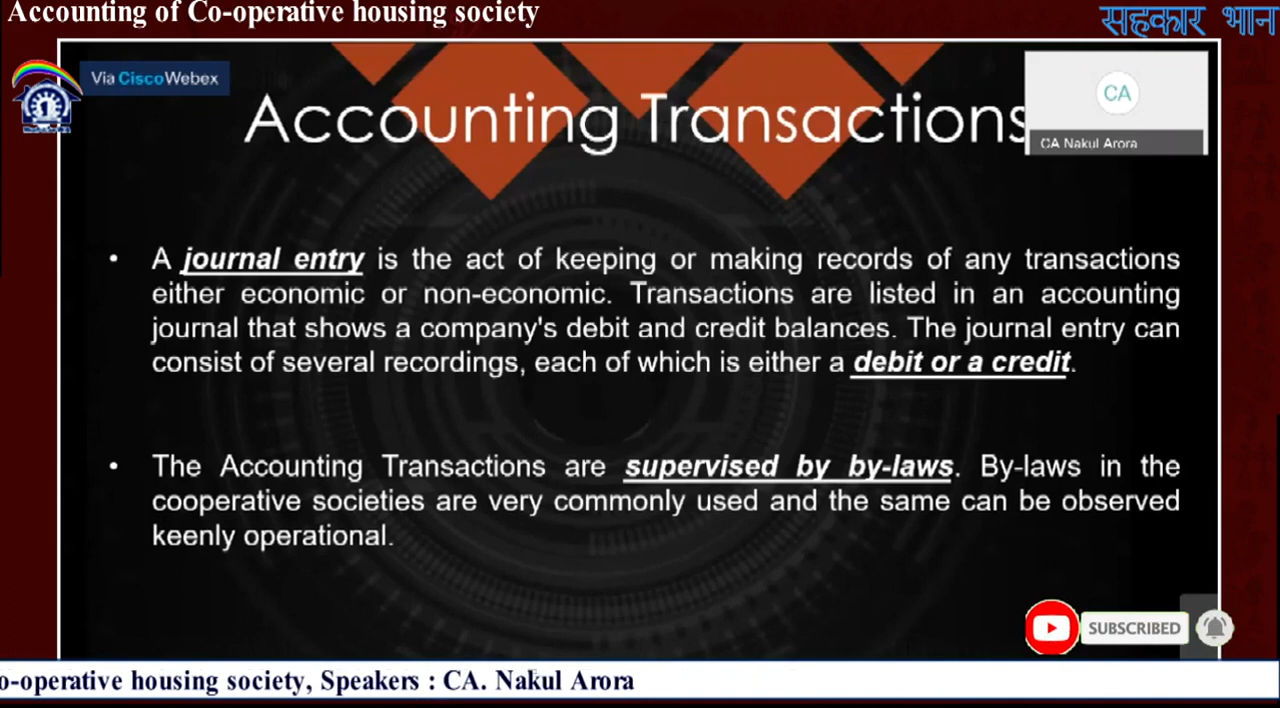 Accounting of Co-operative housing society
सहकार भान
Via CiscoWebex
CA
CA Nakul Arora
Accounting Transactions
• A journal entry is the act of keeping or making records of any transactions
either economic or non-economic. Transactions are listed in an accounting
journal that shows a company's debit and credit balances. The journal entry can
consist of several recordings, each of which is either a debit or a credit.
• The Accounting Transactions are supervised by by-laws. By-laws in the
cooperative societies are very commonly used and the same can be observed
keenly operational.
SUBSCRIBED
o-operative housing society, Speakers : CA. Nakul Arora